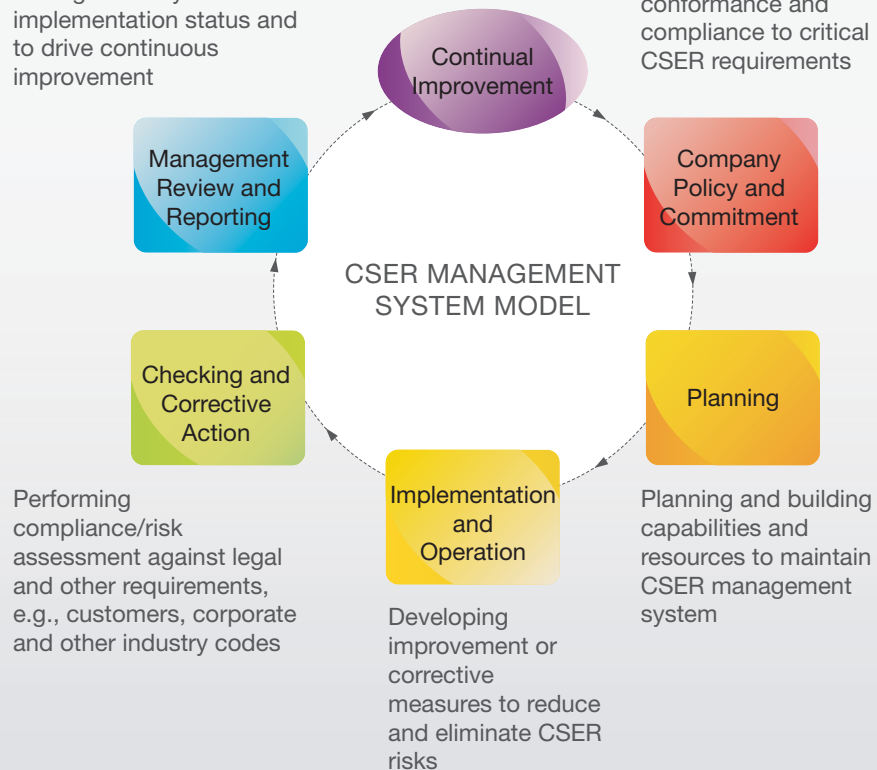 implementation status and
to drive continuous
improvement
conformance and
compliance to critical
CSER requirements
Continual
Improvement
Management
Review and
Reporting
Company
Policy and
Commitment
CSER MANAGEMENT
SYSTEM MODEL
Checking and
Corrective
Action
Planning
Implementation
and
Operation
Performing
compliance/risk
assessment against legal
and other requirements,
e.g., customers, corporate
and other industry codes
Planning and building
capabilities and
resources to maintain
CSER management
system
Developing
improvement or
corrective
measures to reduce
and eliminate CSER
risks